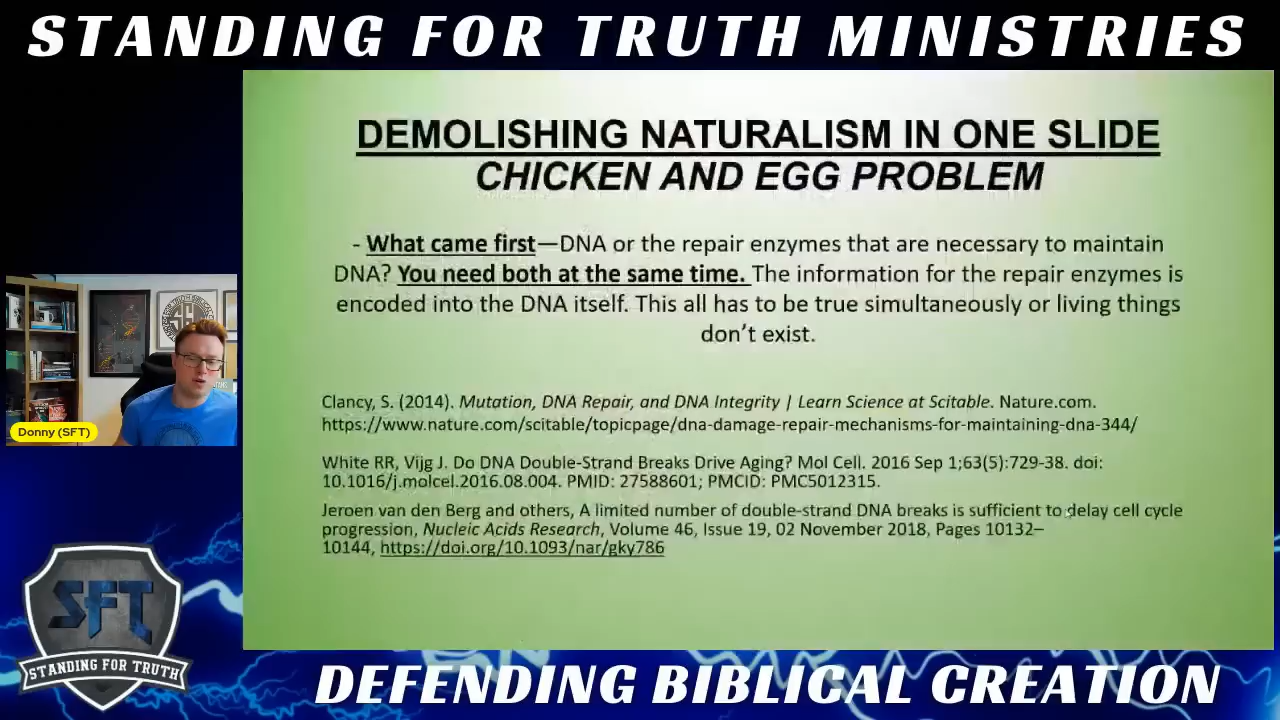 STANDING FOR TRUTH MINISTRIES
DEMOLISHING NATURALISM IN ONE SLIDE
CHICKEN AND EGG PROBLEM
- What came first—DNA or the repair enzymes that are necessary to maintain
DNA? You need both at the same time. The information for the repair enzymes is
encoded into the DNA itself. This all has to be true simultaneously or living things
don't exist.
Clancy, S. (2014). Mutation, DNA Repair, and DNA Integrity | Learn Science at Scitable. Nature.com.
https://www.nature.com/scitable/topicpage/dna-damage-repair-mechanisms-for-maintaining-dna-344/
White RR, Vijg J. Do DNA Double-Strand Breaks Drive Aging? Mol Cell. 2016 Sep 1;63(5):729-38. doi:
10.1016/j.molcel.2016.08.004. PMID: 27588601; PMCID: PMC5012315.
Jeroen van den Berg and others, A limited number of double-strand DNA breaks is sufficient to delay cell cycle
progression, Nucleic Acids Research, Volume 46, Issue 19, 02 November 2018, Pages 10132–
10144, https://doi.org/10.1093/nar/gky786
Donny (SFT)
SFT
STANDING FOR TRUTH
DEFENDING BIBLICAL CREATION